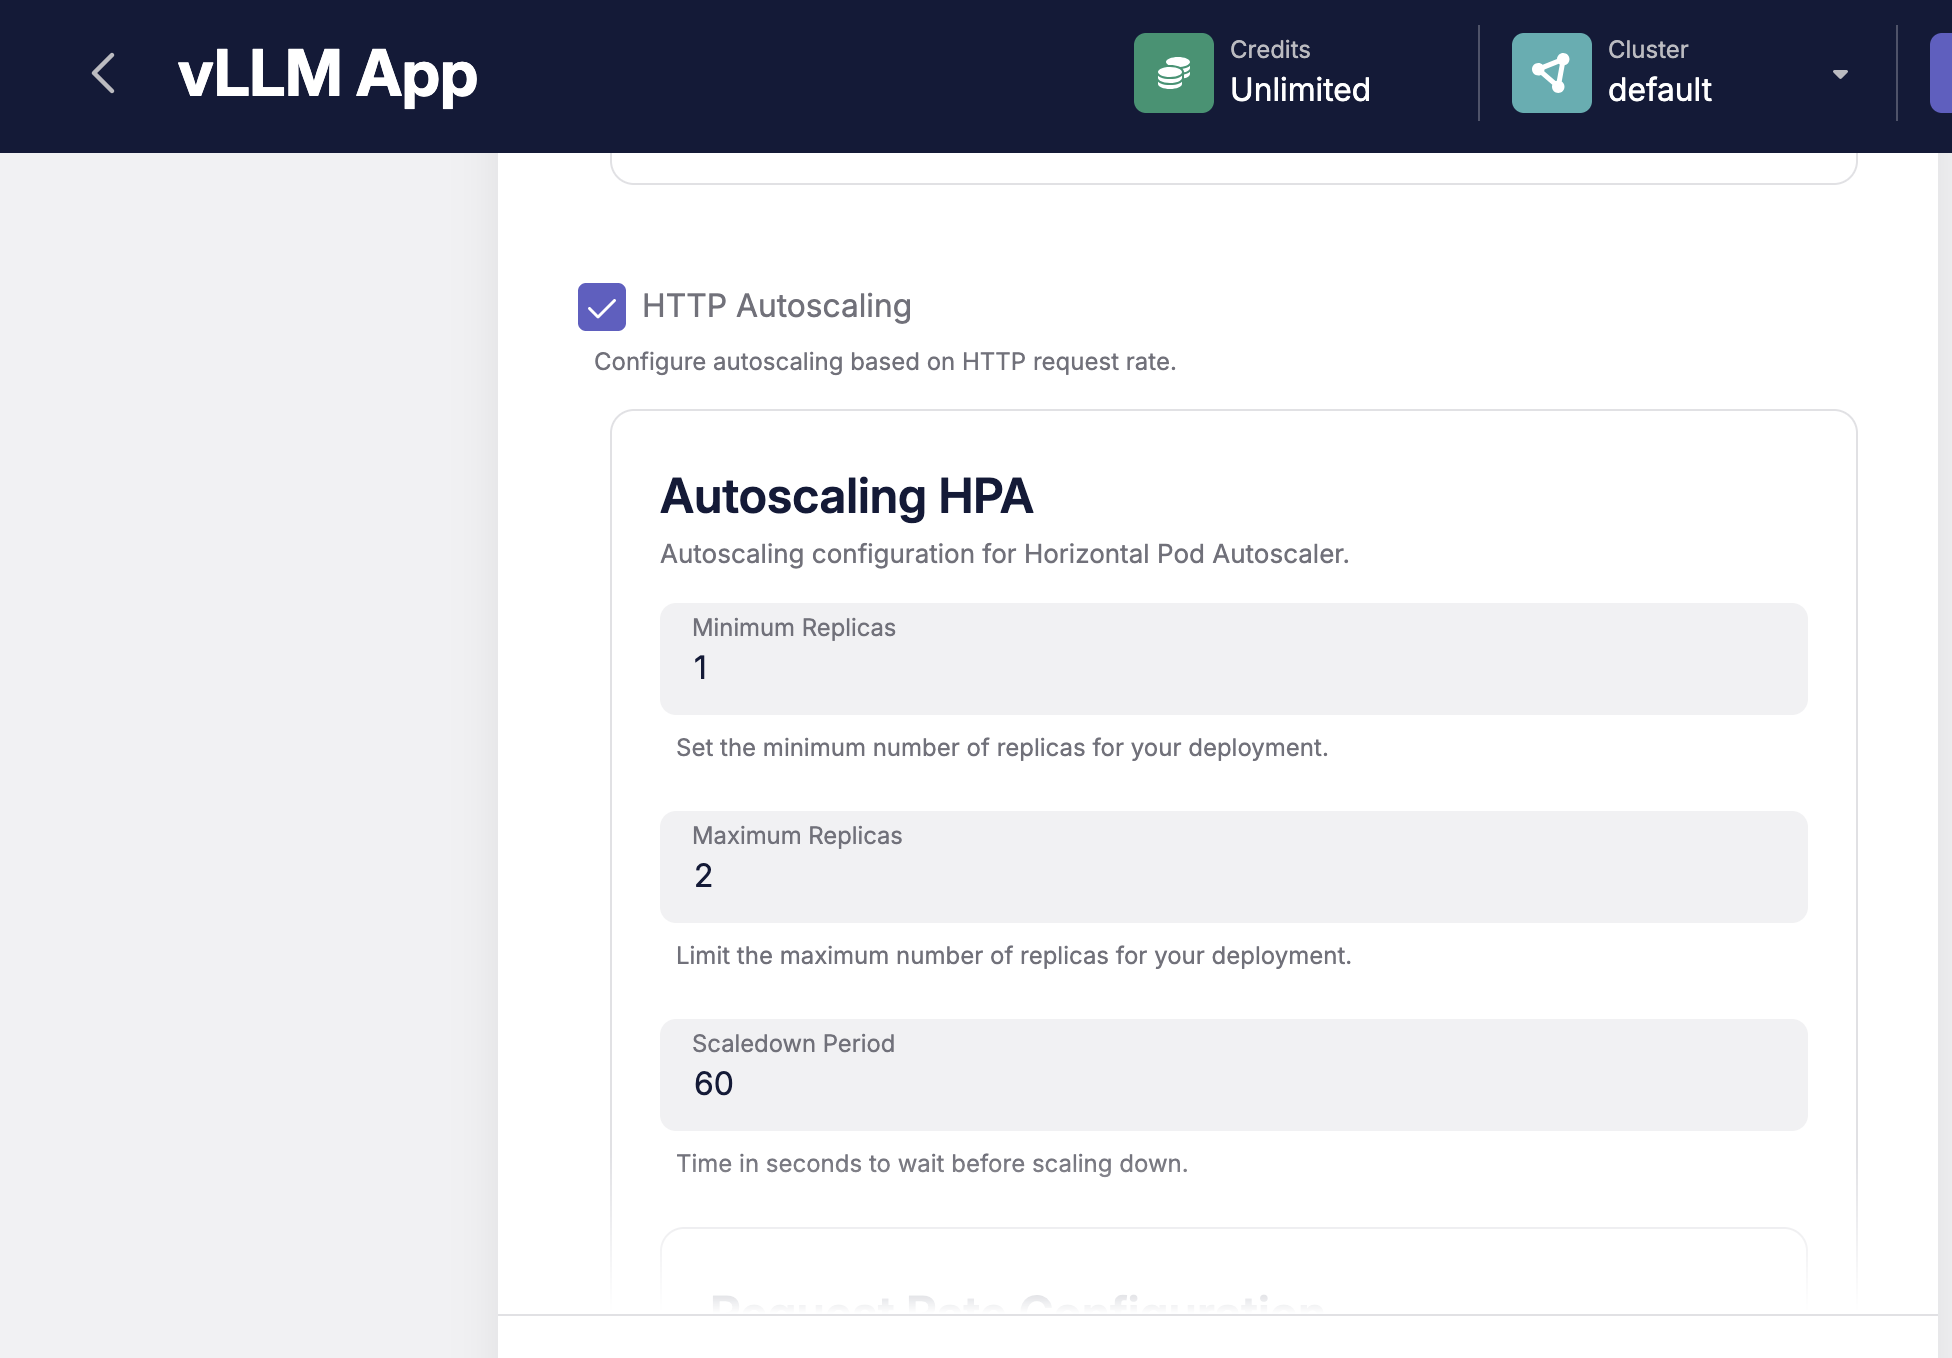 vLLM App
Credits
Unlimited
Cluster
default
HTTP Autoscaling
Configure autoscaling based on HTTP request rate.
Autoscaling HPA
Autoscaling configuration for Horizontal Pod Autoscaler.
Minimum Replicas
1
Set the minimum number of replicas for your deployment.
Maximum Replicas
2
Limit the maximum number of replicas for your deployment.
Scaledown Period
60
Time in seconds to wait before scaling down.
Request Rate Configuration